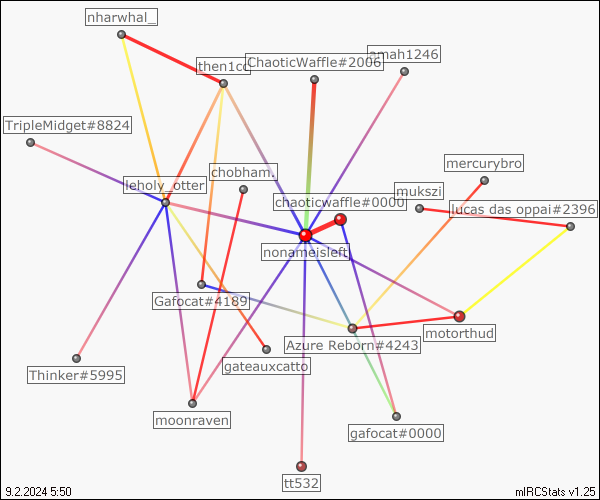 nharwhal_
then1cc
ChaoticWaffle#2006
amah1246
TripleMidget#8824
mercurybro
leholy_otter
chobham.
mukszi
chaoticwaffle#0000
lucas das oppai#2396
nonameisleft
Gafocat#4189
Azure Reborn#4243
motorthud
Thinker#5995
gateauxcatto
moonraven
gafocat#0000
tt532
9.2.2024 5:50
mIRCStats v1.25